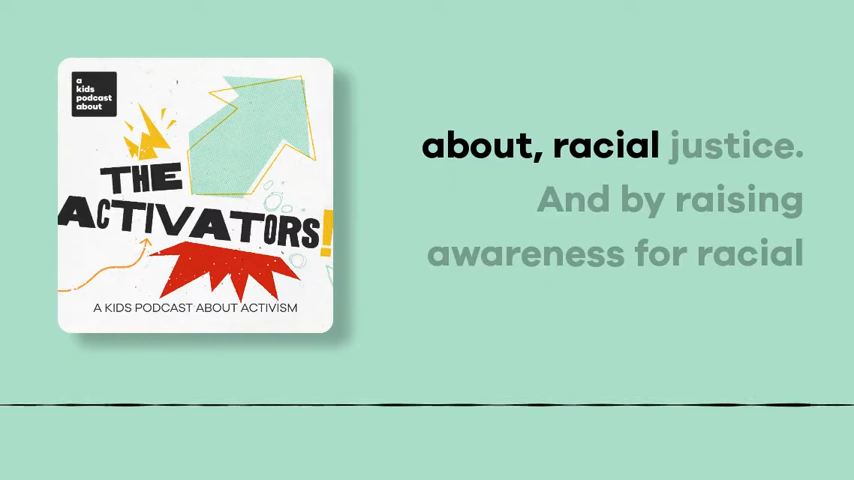 a
kids
podcast
about
THE
ACTIVATORS!
A KIDS PODCAST ABOUT ACTIVISM
about, racial justice.
And by raising
awareness for racial